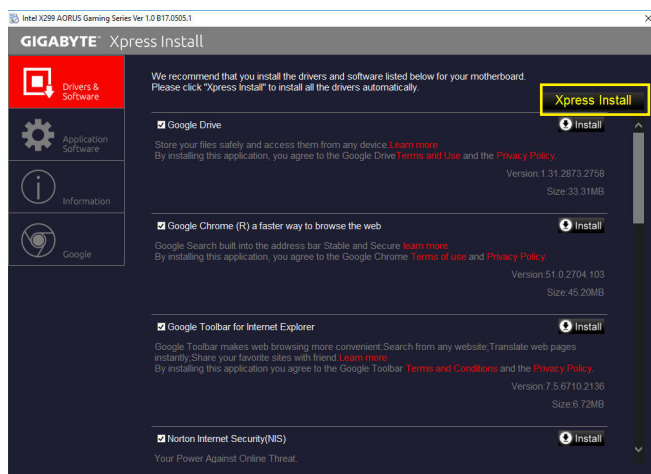 Intel X299 AORUS Gaming Series Ver 1.0 B17.0505.1
GIGABYTE™ Xpress Install
Drivers &
Software
Application
Software
Information
Google
We recommend that you install the drivers and software listed below for your motherboard.
Please click "Xpress Install" to install all the drivers automatically.
Xpress Install
Google Drive
Install
Store your files safely and access them from any device.Learn more
By installing this application, you agree to the Google DriveTerms and Use and the Privacy Policy.
Version:1.31.2873.2758
Size:33.31MB
Google Chrome (R) a faster way to browse the web
Install
Google Search built into the address bar Stable and Secure learn more
By installing this application, you agree to the Google Chrome Terms of use and Privacy Policy.
Version:51.0.2704.103
Size:45.20MB
Google Toolbar for Internet Explorer
Install
Google Toolbar makes web browsing more convenient:Search from any website;Translate web pages
instantly;Share your favorite sites with friend.Learn more
By installing this application you agree to the Google Toolbar Terms and Conditions and the Privacy Policy.
Version:7.5.6710.2136
Size:6.72MB
Norton Internet Security(NIS)
Install
Your Power Against Online Threat.